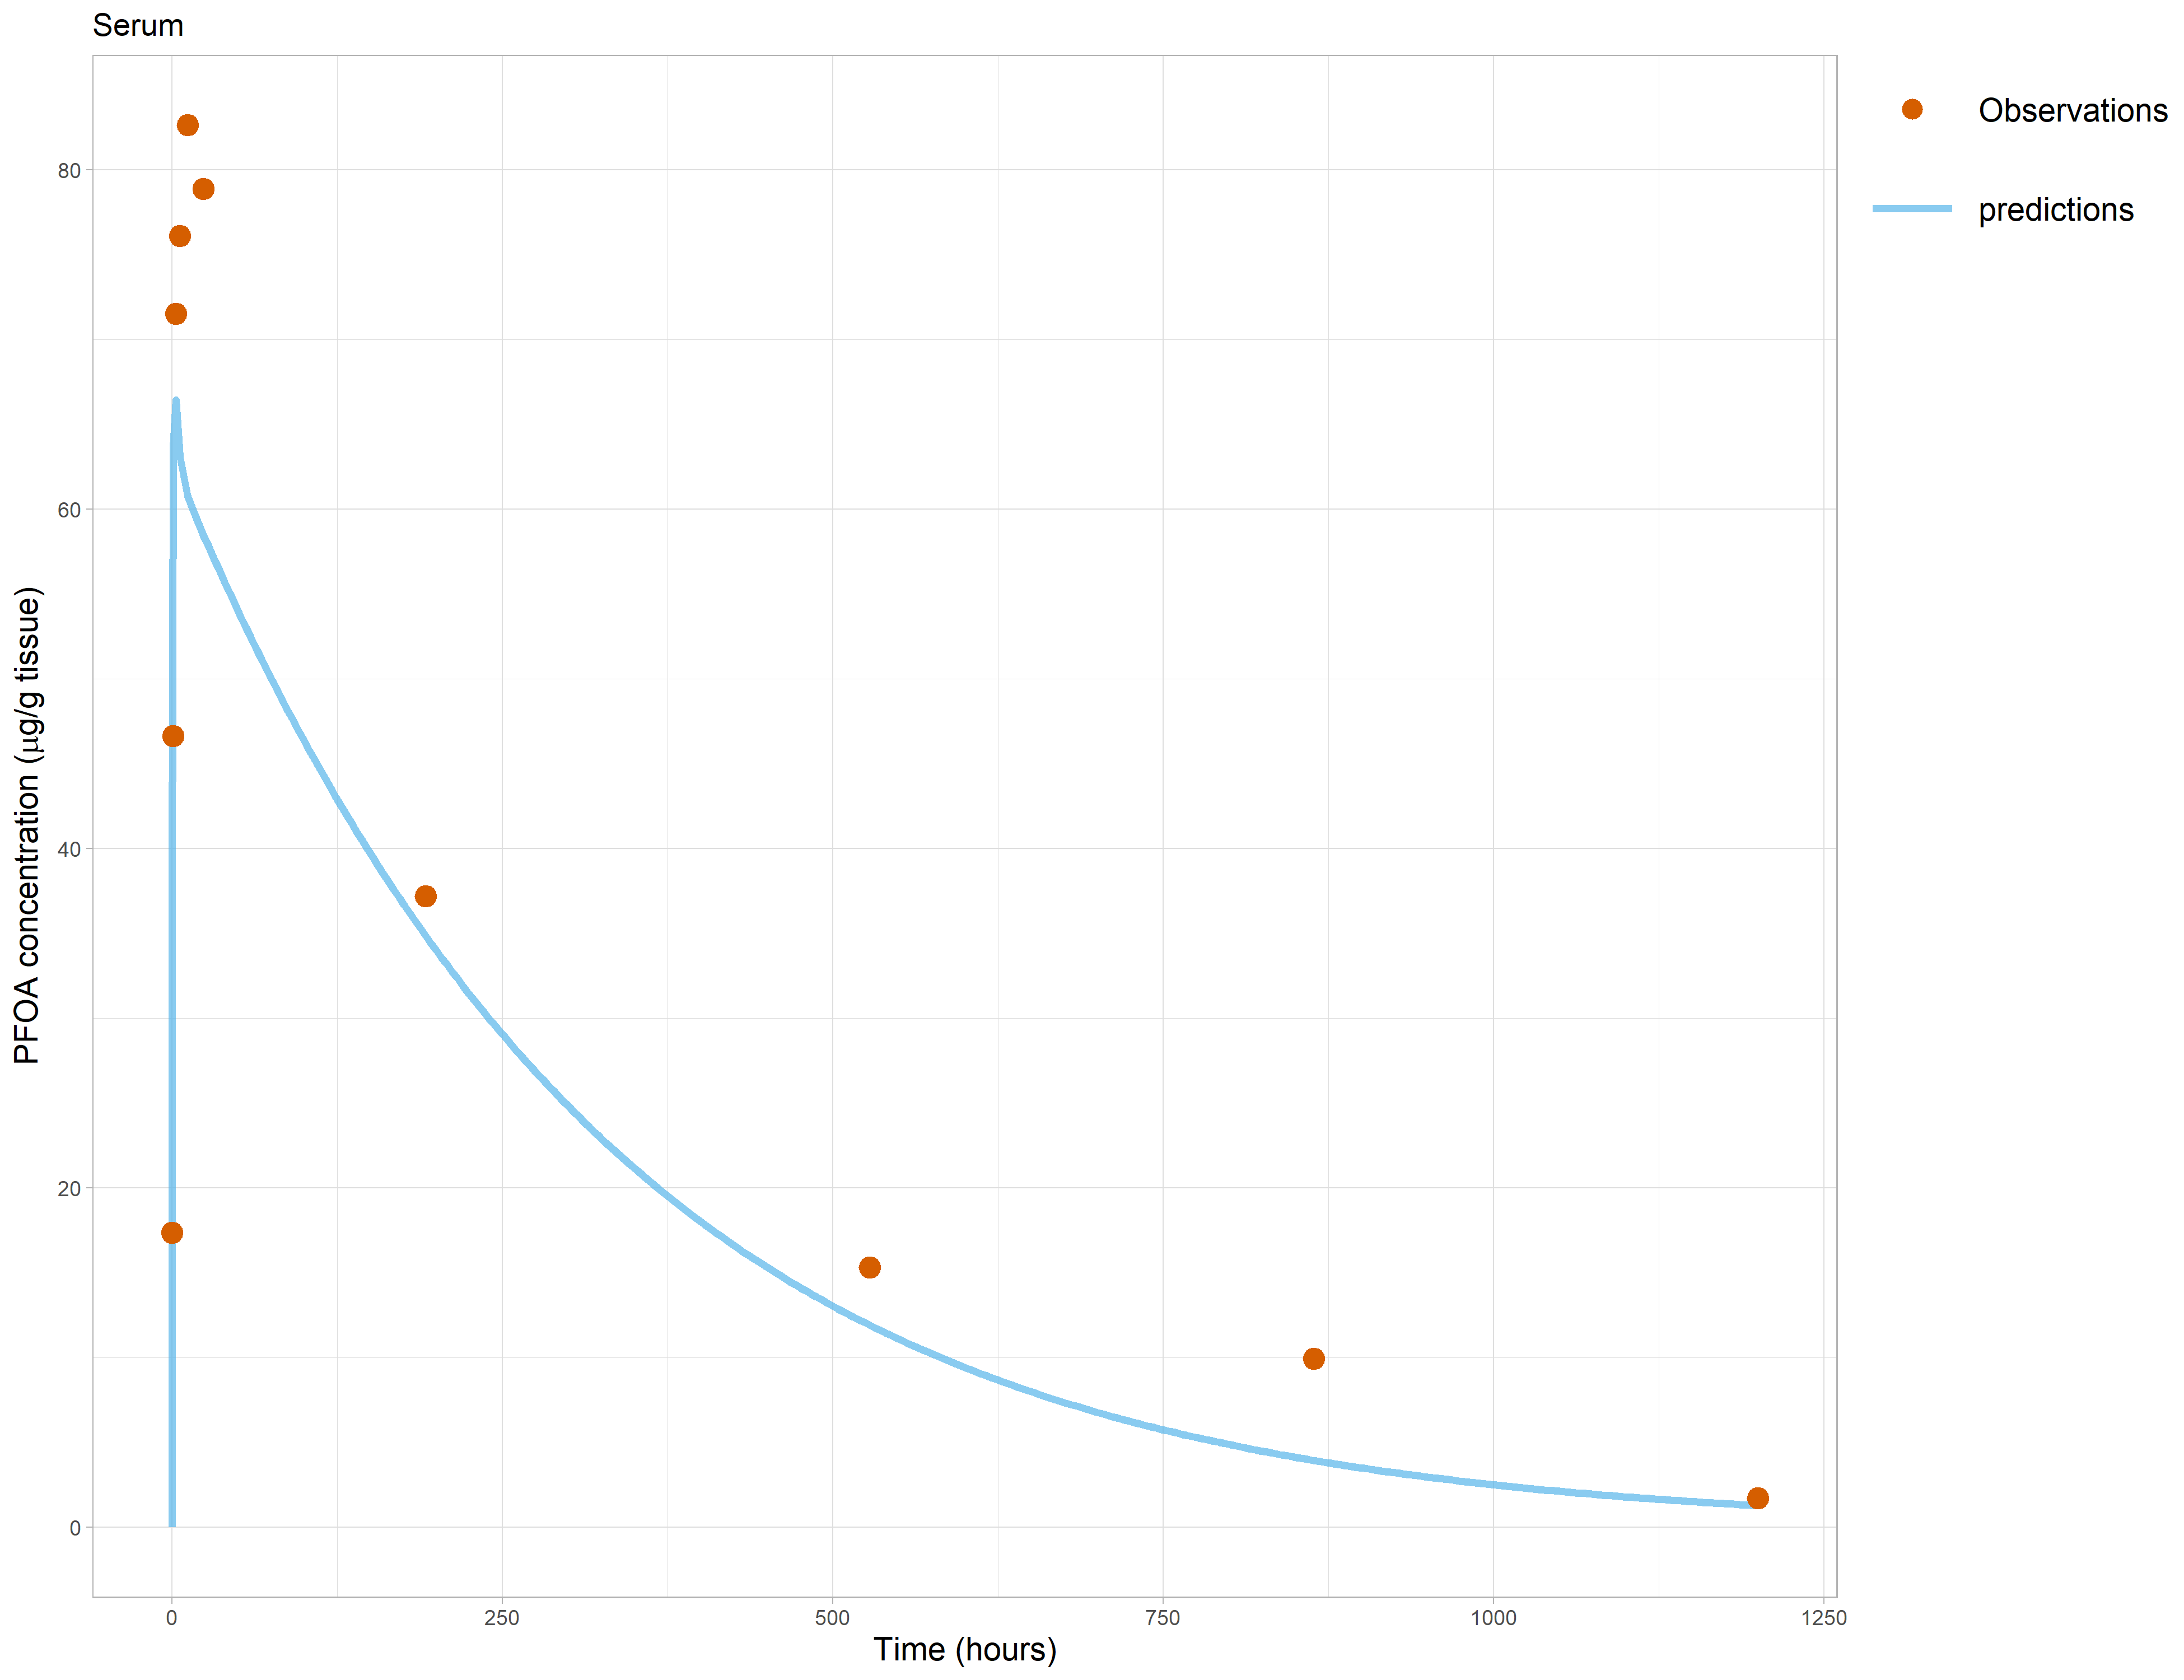 Serum
Observations
predictions
PFOA concentration (μg/g tissue)
80
60
40
20
0
0 250 500 750 1000 1250
Time (hours)